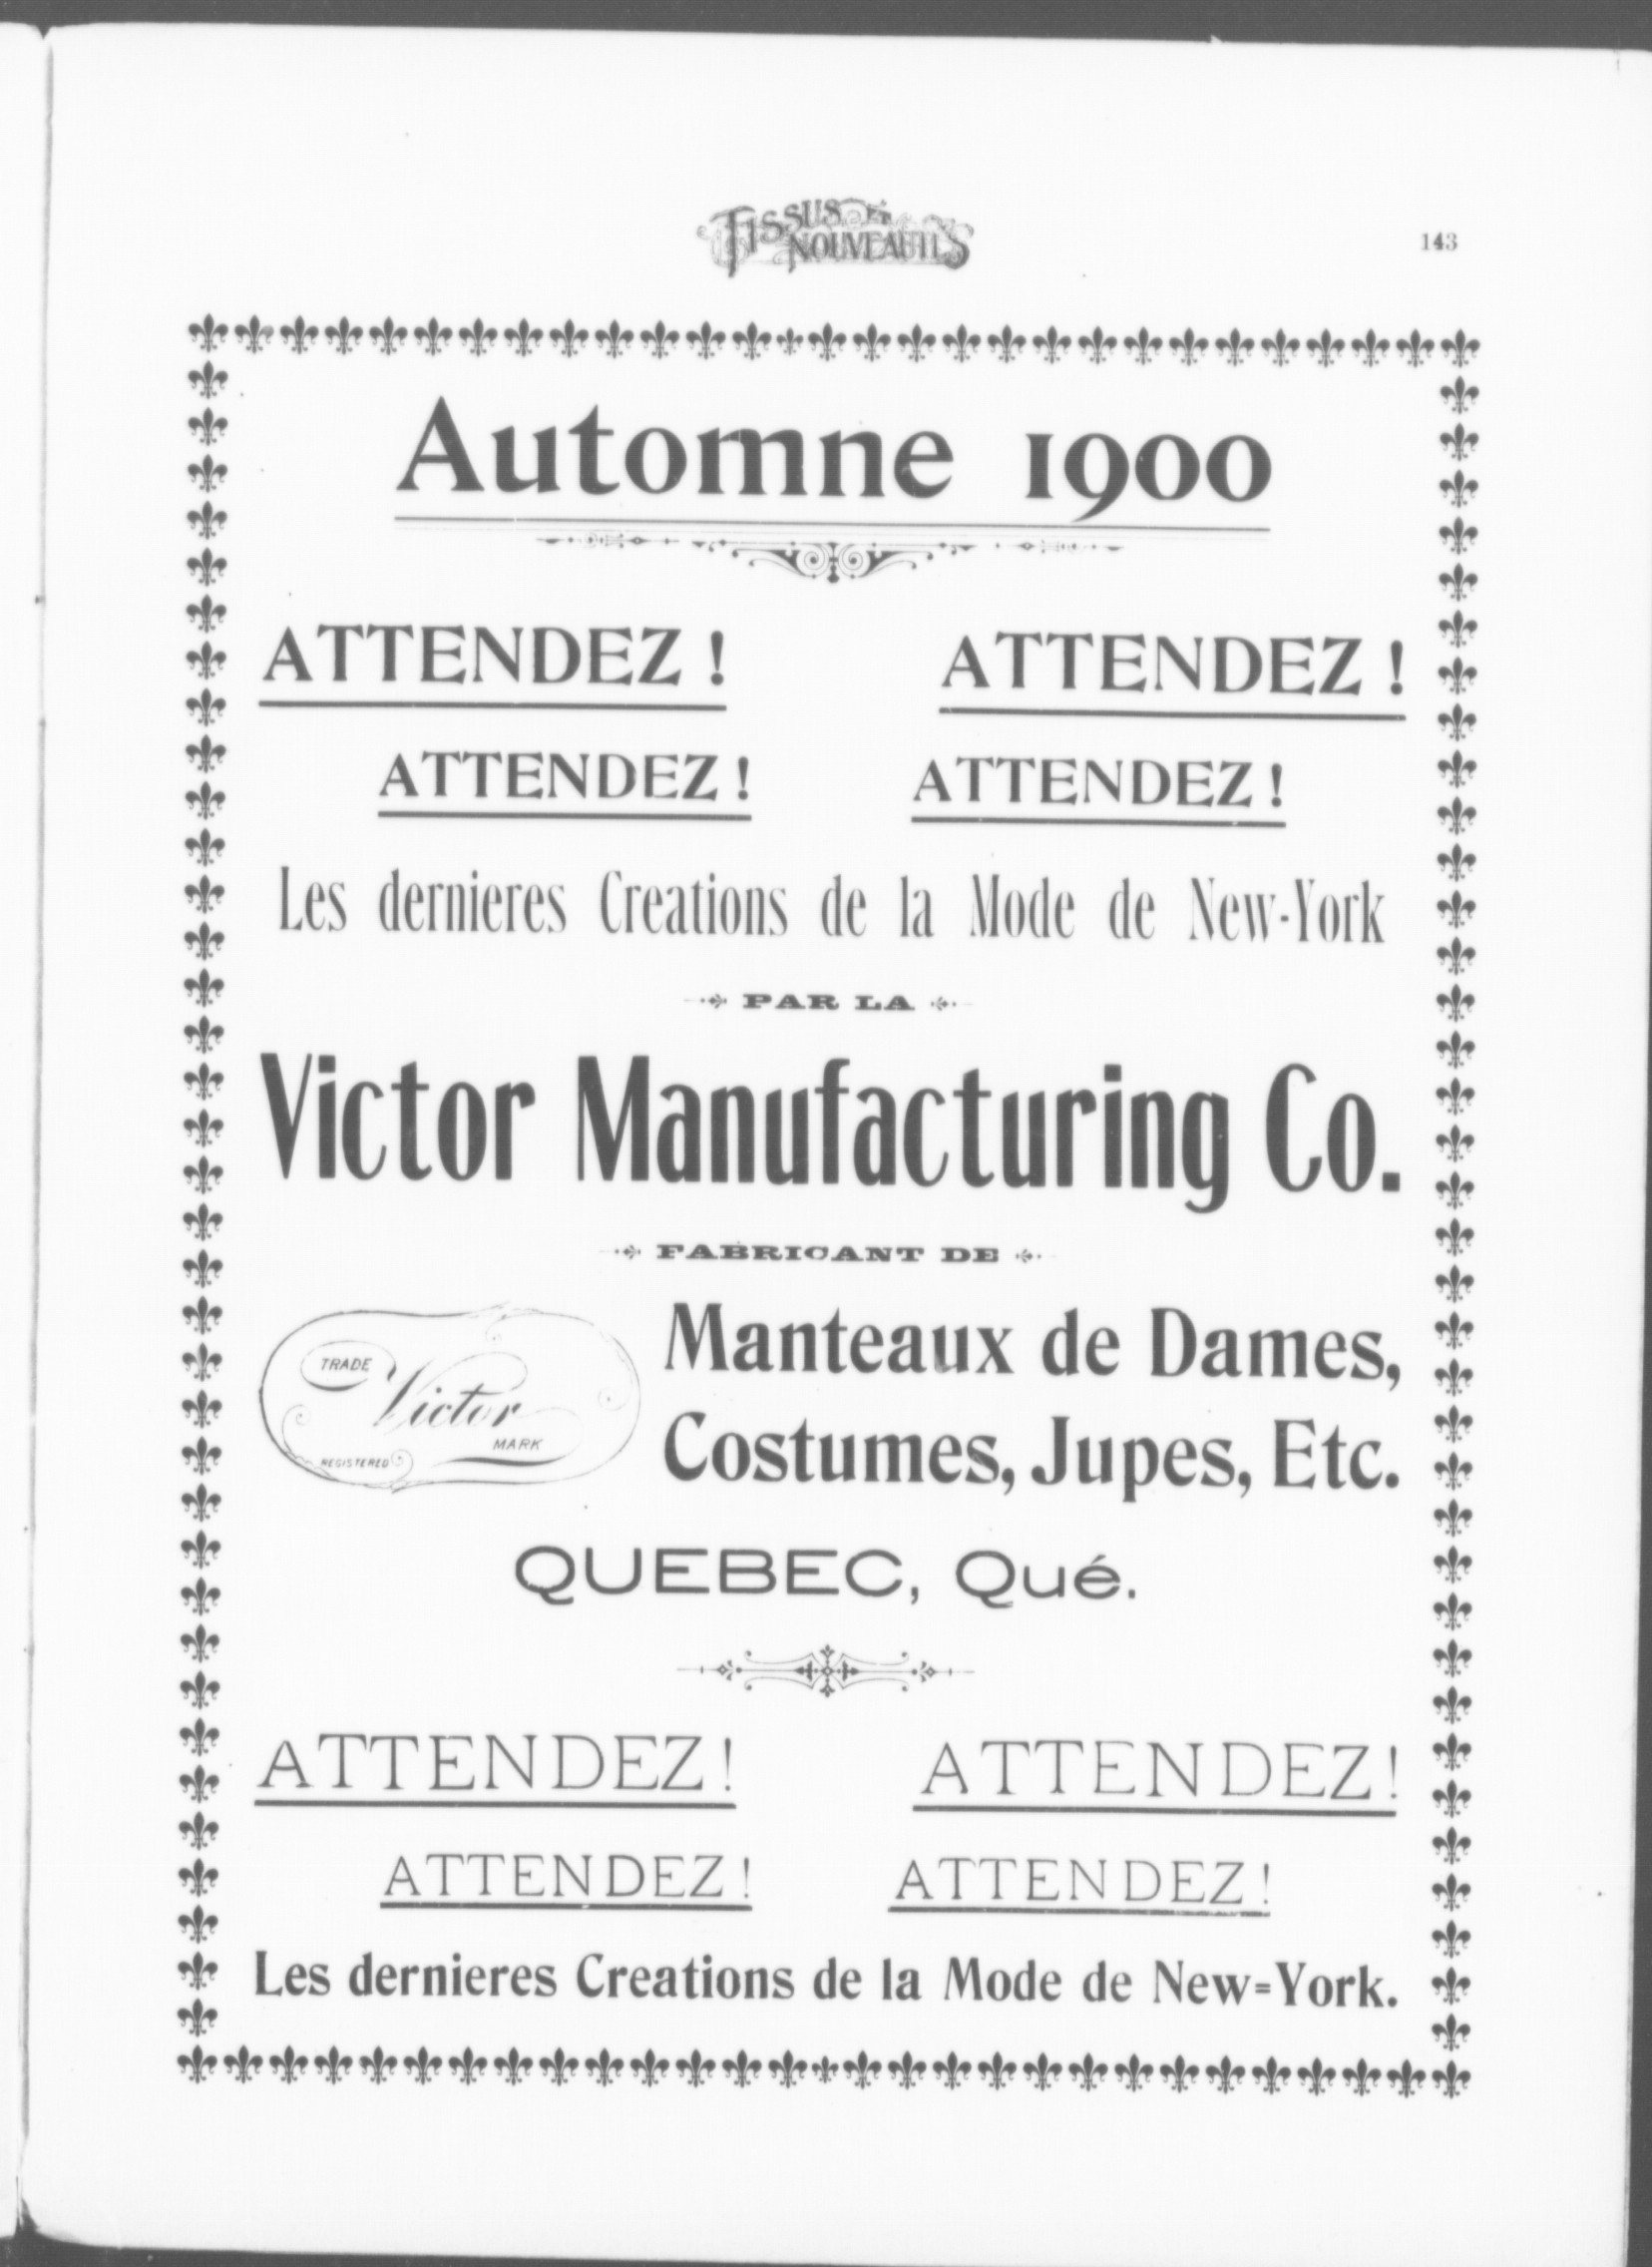 TISSUS ET NOUVEAUTES
143
Automne 1900
ATTENDEZ ! ATTENDEZ !
ATTENDEZ ! ATTENDEZ !
Les dernieres Creations de la Mode de New-York
PAR LA
Victor Manufacturing Co.
FABRICANT DE
TRADE
Victor
MARK
REGISTERED
Manteaux de Dames,
Costumes, Jupes, Etc.
QUEBEC, Qué.
ATTENDEZ ! ATTENDEZ !
ATTENDEZ ! ATTENDEZ !
Les dernieres Creations de la Mode de New=York.